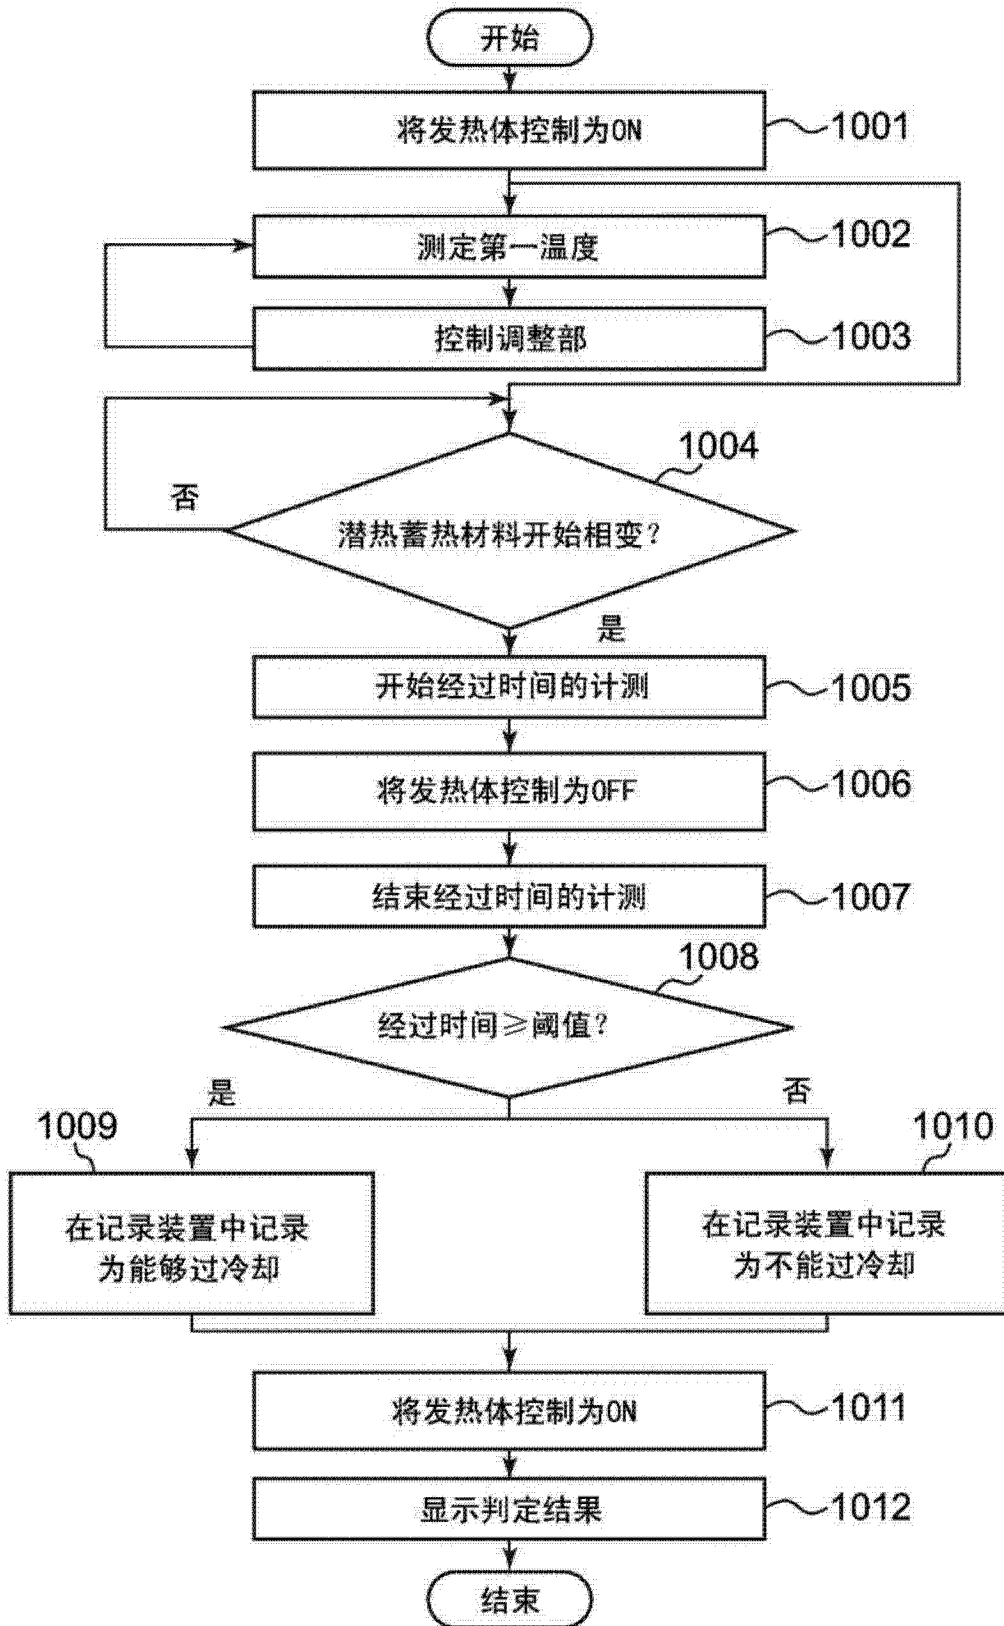 开始
将发热体控制为ON
1001
测定第一温度
1002
控制调整部
1003
1004
潜热蓄热材料开始相变?
否
是
开始经过时间的计测
1005
将发热体控制为OFF
1006
结束经过时间的计测
1007
1008
经过时间≥阈值?
是
否
1009
1010
在记录装置中记录
为能够过冷却
在记录装置中记录
为不能过冷却
将发热体控制为ON
1011
显示判定结果
1012
结束